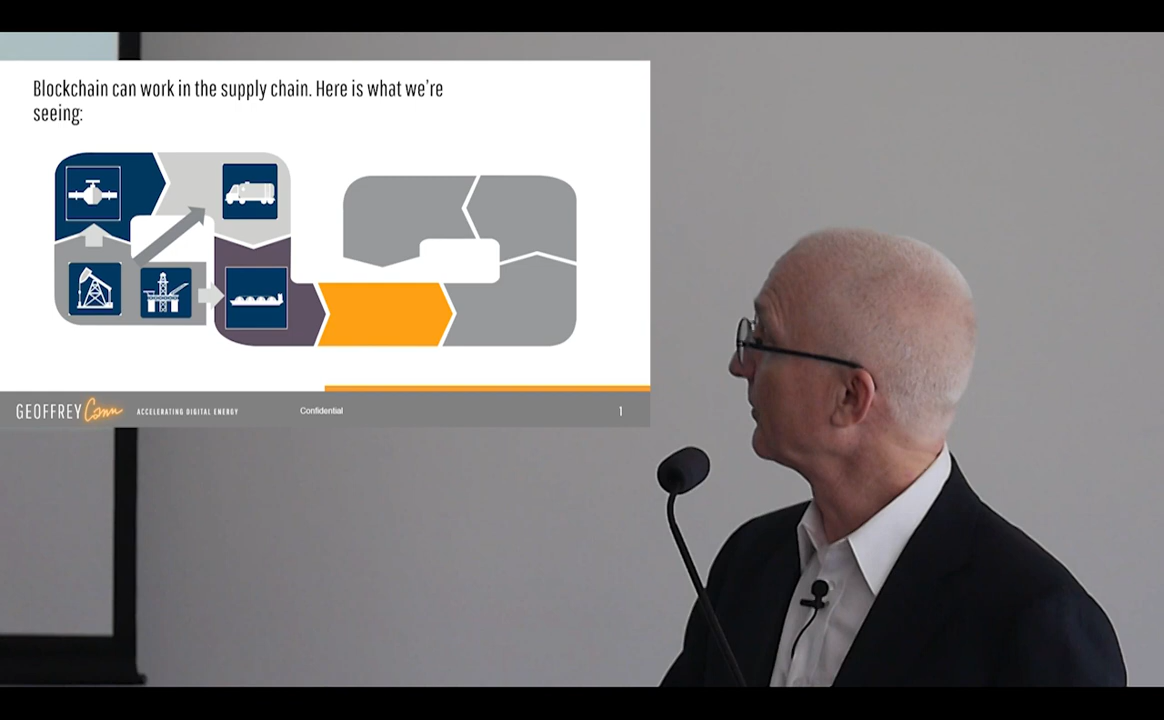 Blockchain can work in the supply chain. Here is what we're
seeing:
GEOFFREY Cann ACCELERATING DIGITAL ENERGY Confidential 1